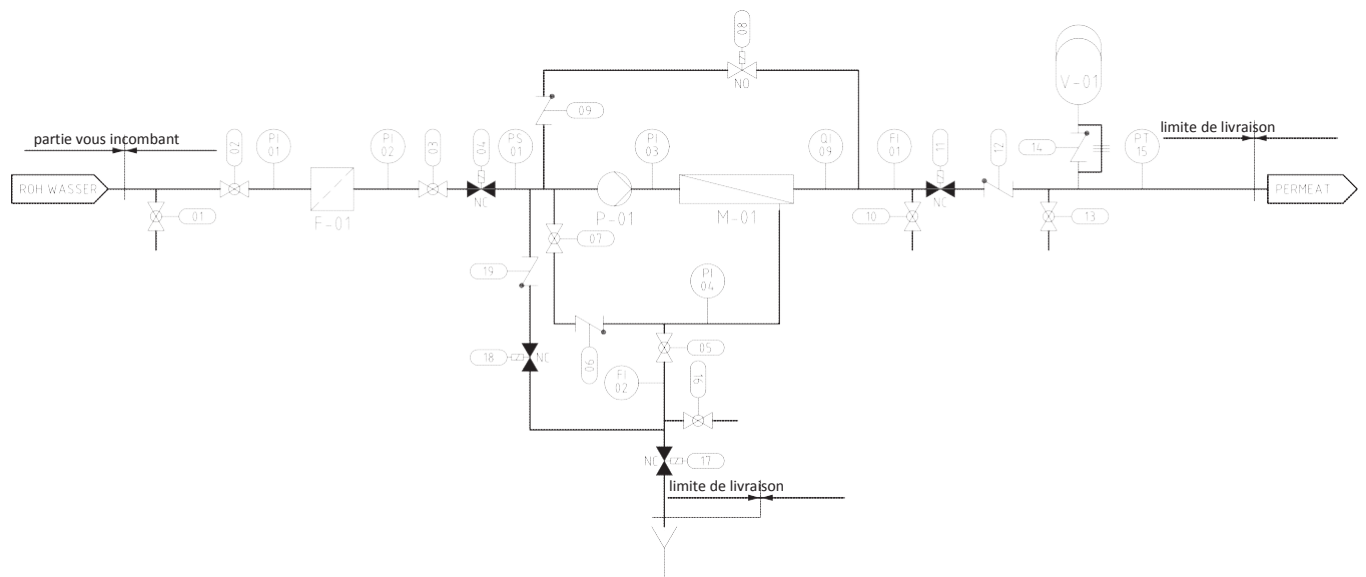 08
NO
V-01
09
partie vous incombant
02
PI
01
PI
02
03
04
PS
01
PI
03
QI
09
FI
01
11
12
14
PT
15
limite de livraison
ROH WASSER
NC
F-01
P-01
M-01
NC
PERMEAT
01
07
10
13
19
PI
04
18
NC
06
05
FI
02
16
NC
17
limite de livraison